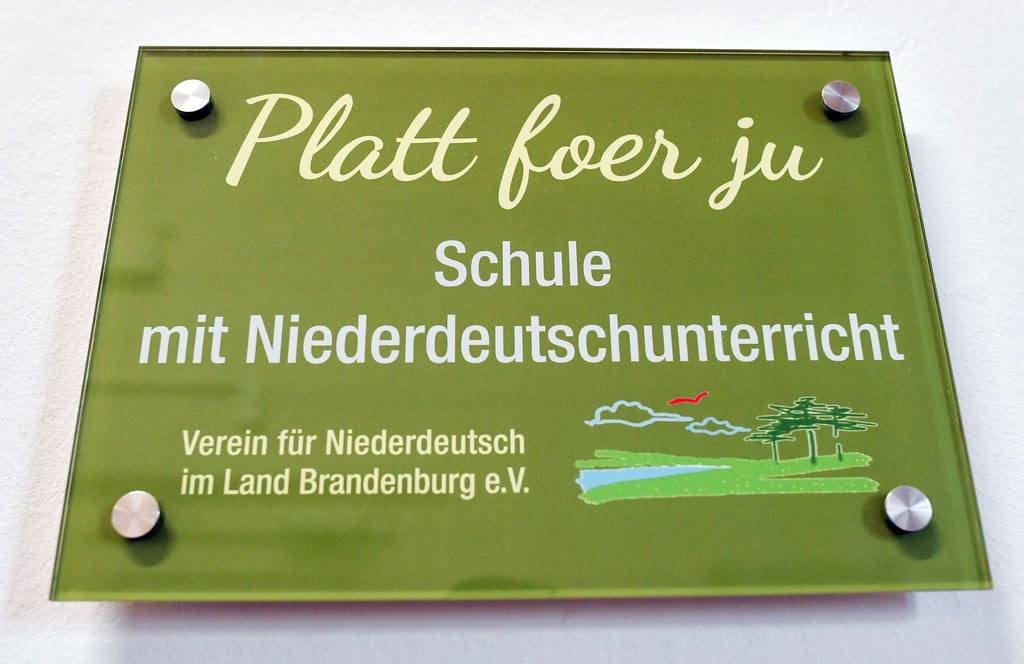 Platt foer ju
Schule
mit Niederdeutschunterricht
Verein für Niederdeutsch
im Land Brandenburg e.V.